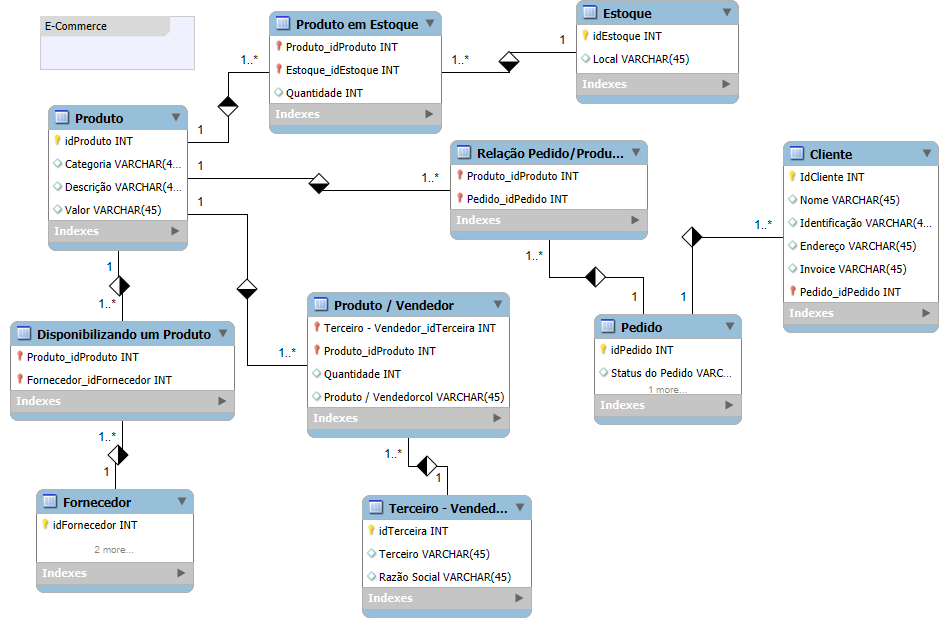 E-Commerce
Produto em Estoque
Produto_idProduto INT
Estoque_idEstoque INT
Quantidade INT
Indexes
Estoque
idEstoque INT
Local VARCHAR(45)
Indexes
1..*
1..*
1
Produto
idProduto INT
Categoria VARCHAR(4...
Descrição VARCHAR(4...
Valor VARCHAR(45)
Indexes
1
1
1
1
1..*
1..*
Relação Pedido/Produ...
Produto_idProduto INT
Pedido_idPedido INT
Indexes
1..*
1
Cliente
IdCliente INT
Nome VARCHAR(45)
Identificação VARCHAR(4...
Endereço VARCHAR(45)
Invoice VARCHAR(45)
Pedido_idPedido INT
Indexes
1..*
1
Disponibilizando um Produto
Produto_idProduto INT
Fornecedor_idFornecedor INT
Indexes
1..*
1
Produto / Vendedor
Terceiro - Vendedor_idTerceira INT
Produto_idProduto INT
Quantidade INT
Produto / Vendedorcol VARCHAR(45)
Indexes
1..*
1..*
1
Pedido
idPedido INT
Status do Pedido VARC...
1 more...
Indexes
Fornecedor
idFornecedor INT
2 more...
Indexes
Terceiro - Vended...
idTerceira INT
Terceiro VARCHAR(45)
Razão Social VARCHAR(45)
Indexes